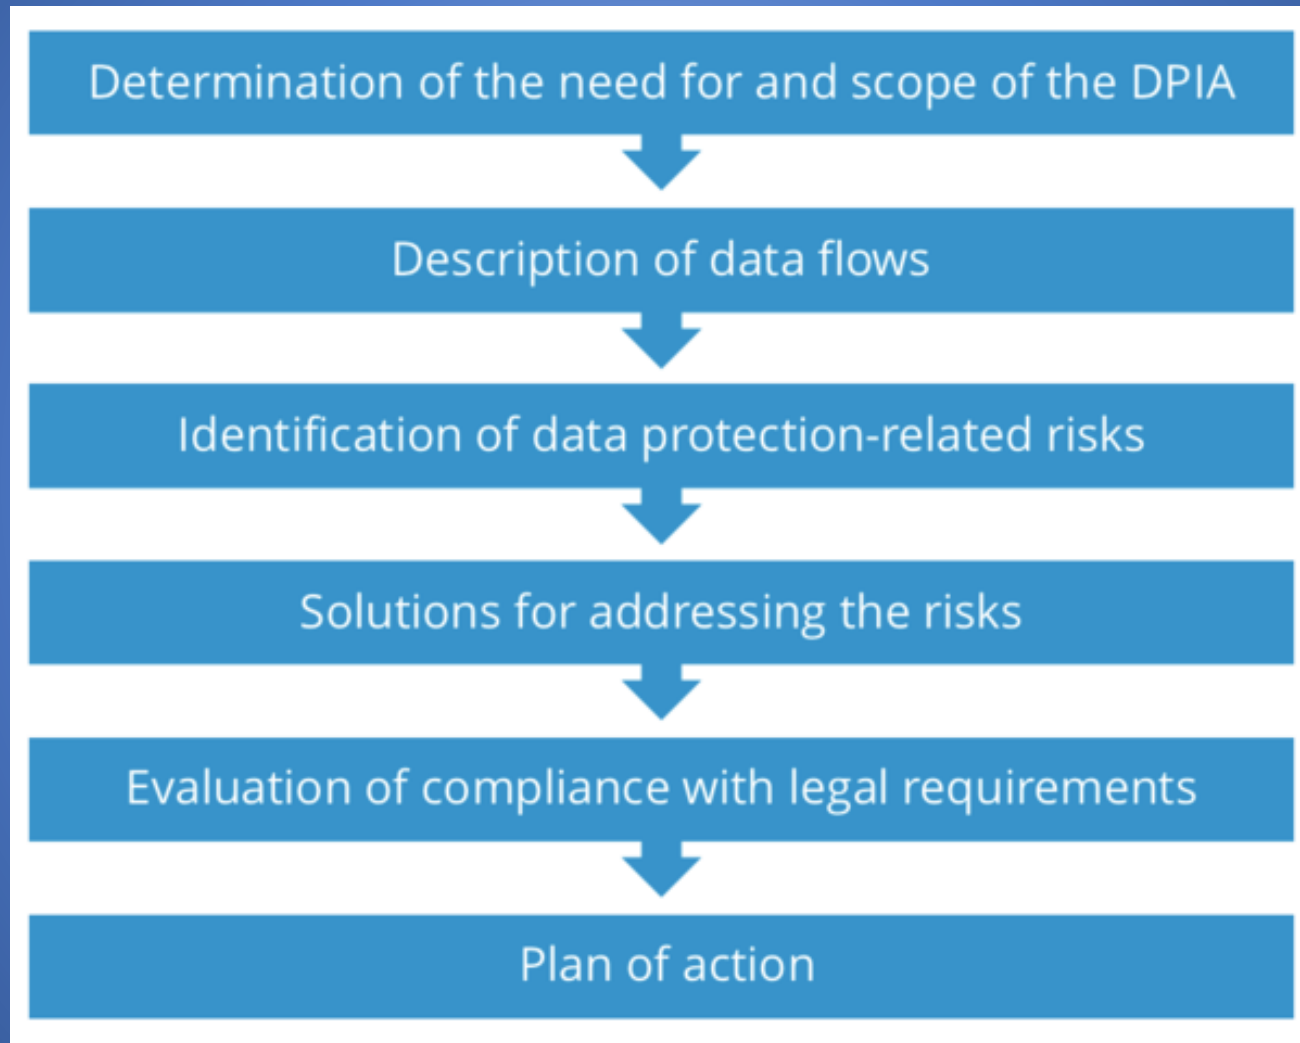 Determination of the need for and scope of the DPIA
Description of data flows
Identification of data protection-related risks
Solutions for addressing the risks
Evaluation of compliance with legal requirements
Plan of action